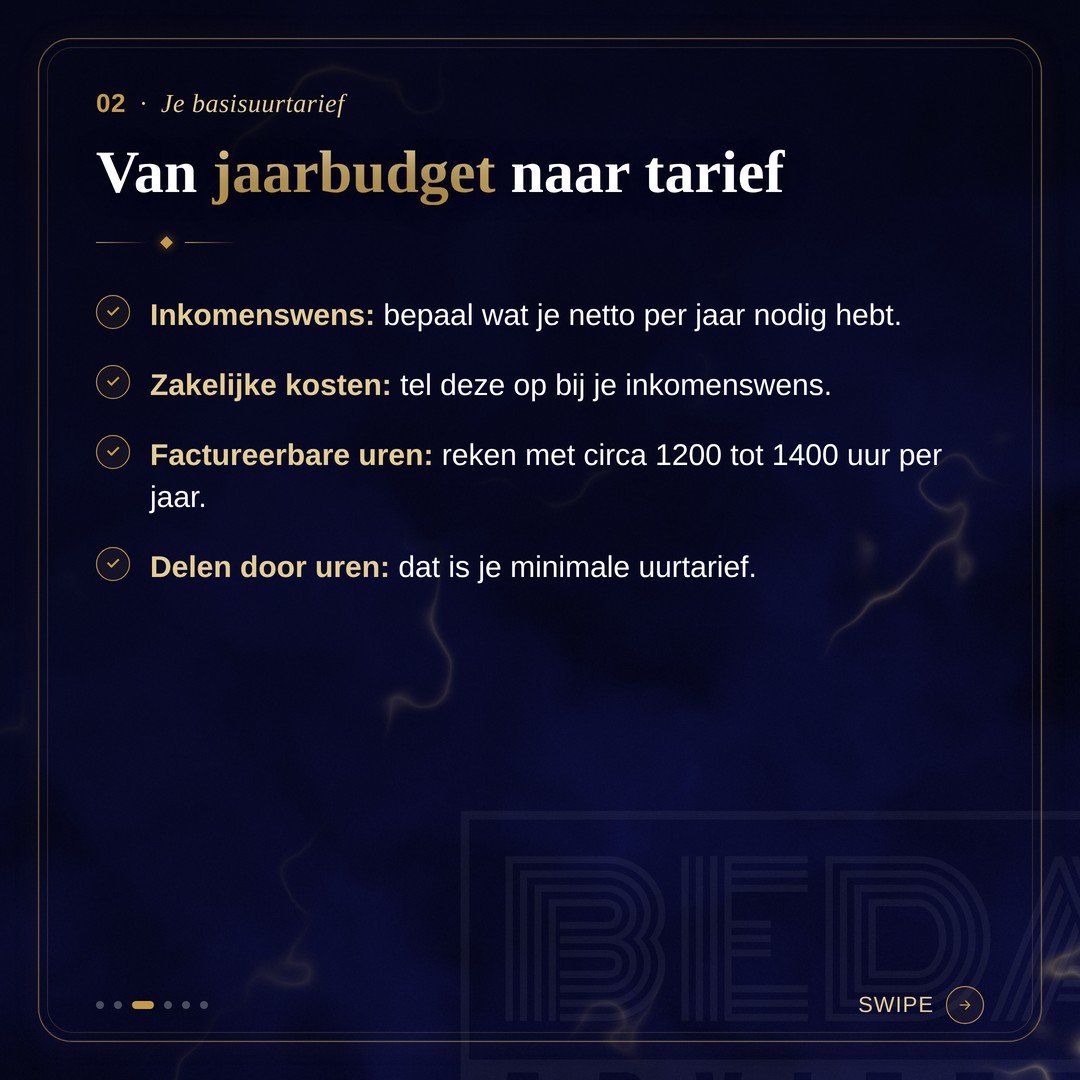 02 · Je basisuurtarief
Van jaarbudget naar tarief
Inkomenswens: bepaal wat je netto per jaar nodig hebt.
Zakelijke kosten: tel deze op bij je inkomenswens.
Factureerbare uren: reken met circa 1200 tot 1400 uur per
jaar.
Delen door uren: dat is je minimale uurtarief.
BEDA
SWIPE